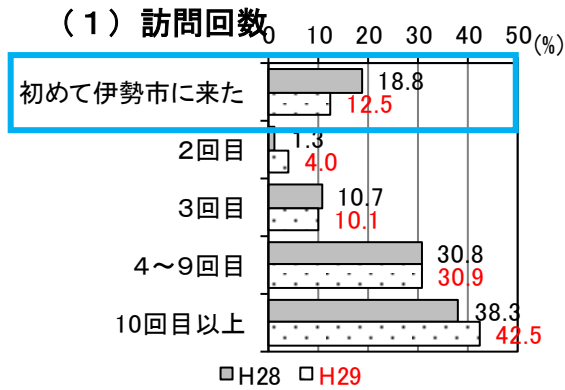 (1)訪問回数
0 10 20 30 40 50(%)
初めて伊勢市に来た 18.8
12.5
2回目 1.3
4.0
3回目 10.7
10.1
4~9回目 30.8
30.9
10回目以上 38.3
42.5
H28 H29